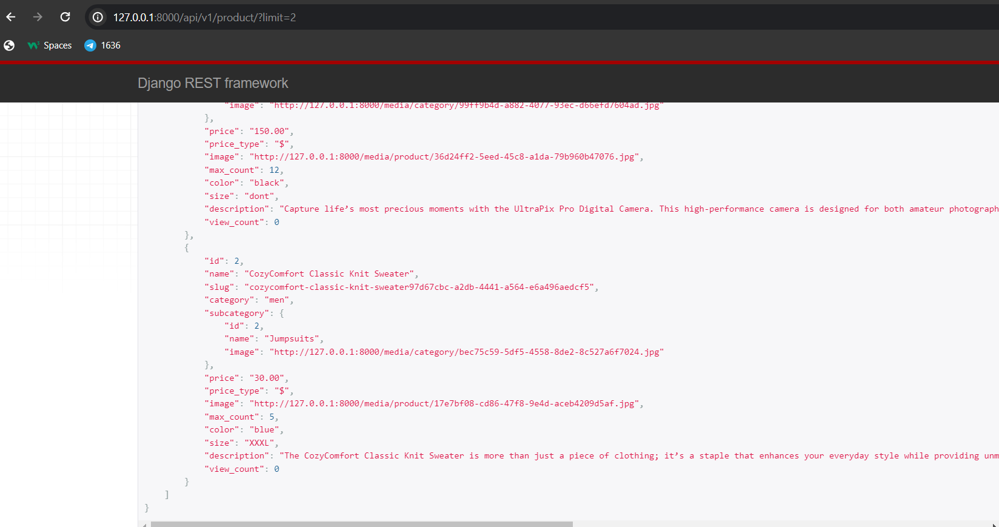 127.0.0.1:8000/api/v1/product/?limit=2
Spaces 1636
Django REST framework
"image": "http://127.0.0.1:8000/media/category/99ff9b4d-a882-4077-93ec-d66efd7604ad.jpg"
},
"price": "150.00",
"price_type": "$",
"image": "http://127.0.0.1:8000/media/product/36d24ff2-5eed-45c8-a1da-79b960b47076.jpg",
"max_count": 12,
"color": "black",
"size": "dont",
"description": "Capture life’s most precious moments with the UltraPix Pro Digital Camera. This high-performance camera is designed for both amateur photograph
"view_count": 0
},
{
"id": 2,
"name": "CozyComfort Classic Knit Sweater",
"slug": "cozycomfort-classic-knit-sweater97d67cbc-a2db-4441-a564-e6a496aedcf5",
"category": "men",
"subcategory": {
"id": 2,
"name": "Jumpsuits",
"image": "http://127.0.0.1:8000/media/category/bec75c59-5df5-4558-8de2-8c527a6f7024.jpg"
},
"price": "30.00",
"price_type": "$",
"image": "http://127.0.0.1:8000/media/product/17e7bf08-cd86-47f8-9e4d-aceb4209d5af.jpg",
"max_count": 5,
"color": "blue",
"size": "XXXL",
"description": "The CozyComfort Classic Knit Sweater is more than just a piece of clothing; it’s a staple that enhances your everyday style while providing unm
"view_count": 0
}
]
}